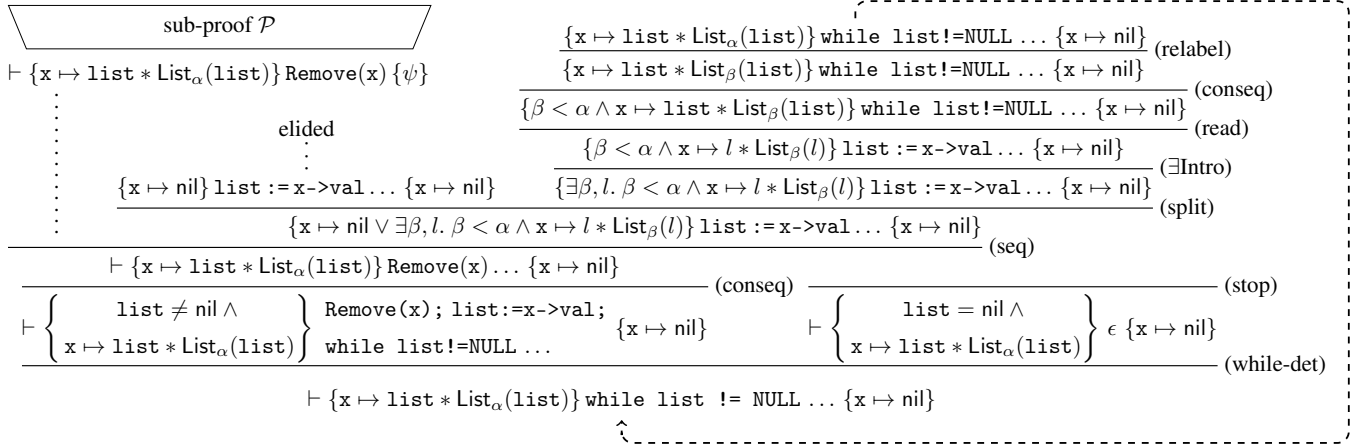 sub-proof 𝒫
{x ↦ list ∗ List_α(list)} while list!=NULL … {x ↦ nil}
(relabel)
⊢ {x ↦ list ∗ List_α(list)} Remove(x) {ψ}
{x ↦ list ∗ List_β(list)} while list!=NULL … {x ↦ nil}
(conseq)
{β < α ∧ x ↦ list ∗ List_β(list)} while list!=NULL … {x ↦ nil}
(read)
elided
{β < α ∧ x ↦ l ∗ List_β(l)} list := x->val … {x ↦ nil}
(∃Intro)
{x ↦ nil} list := x->val … {x ↦ nil}
{∃β, l. β < α ∧ x ↦ l ∗ List_β(l)} list := x->val … {x ↦ nil}
(split)
{x ↦ nil ∨ ∃β, l. β < α ∧ x ↦ l ∗ List_β(l)} list := x->val … {x ↦ nil}
(seq)
⊢ {x ↦ list ∗ List_α(list)} Remove(x) … {x ↦ nil}
(conseq)
(stop)
⊢ { list ≠ nil ∧ x ↦ list ∗ List_α(list) } Remove(x); list:=x->val; while list!=NULL … {x ↦ nil}
⊢ { list = nil ∧ x ↦ list ∗ List_α(list) } ϵ {x ↦ nil}
(while-det)
⊢ {x ↦ list ∗ List_α(list)} while list != NULL … {x ↦ nil}